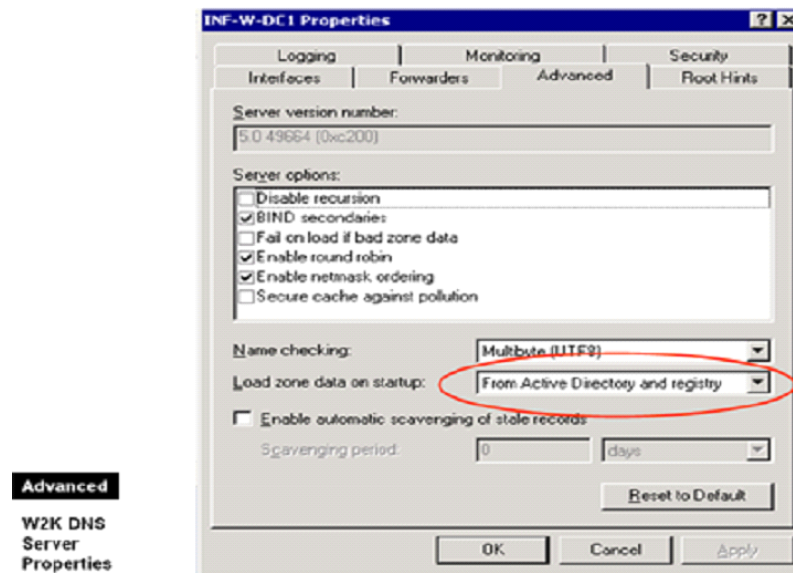 INF-W-DC1 Properties
Logging Monitoring Security
Interfaces Forwarders Advanced Root Hints
Server version number:
5.0 49664 (0xc200)
Server options:
Disable recursion
BIND secondaries
Fail on load if bad zone data
Enable round robin
Enable netmask ordering
Secure cache against pollution
Name checking: Multibyte (UTF8)
Load zone data on startup: From Active Directory and registry
Enable automatic scavenging of stale records
Scavenging period: 0 days
Reset to Default
OK Cancel Apply
Advanced
W2K DNS
Server
Properties